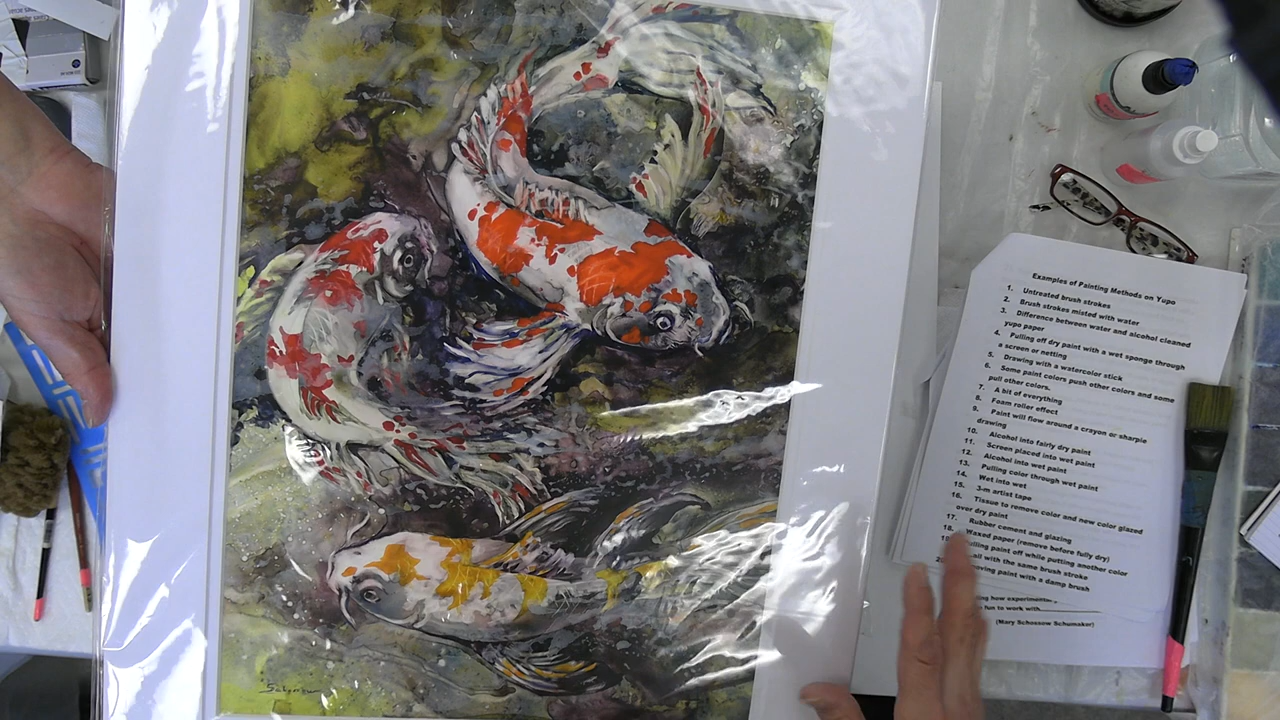 Examples of Painting Methods on Yupo
1. Untreated brush strokes
2. Brush strokes misted with water
3. Difference between water and alcohol cleaned
yupo paper
4. Pulling off dry paint with a wet sponge through
a screen or netting
5. Drawing with a watercolor stick
6. Some paint colors push other colors and some
pull other colors.
7. A bit of everything
8. Foam roller effect
9. Paint will flow around a crayon or sharpie
drawing
10. Alcohol into fairly dry paint
11. Screen placed into wet paint
12. Alcohol into wet paint
13. Pulling color through wet paint
14. Wet into wet
15. 3-m artist tape
16. Tissue to remove color and new color glazed
over dry paint
17. Rubber cement and glazing
18. Waxed paper (remove before fully dry)
paint off while putting another color
with the same brush stroke
paint with a damp brush
how
fun to work with
(Mary Schossow Schumaker)